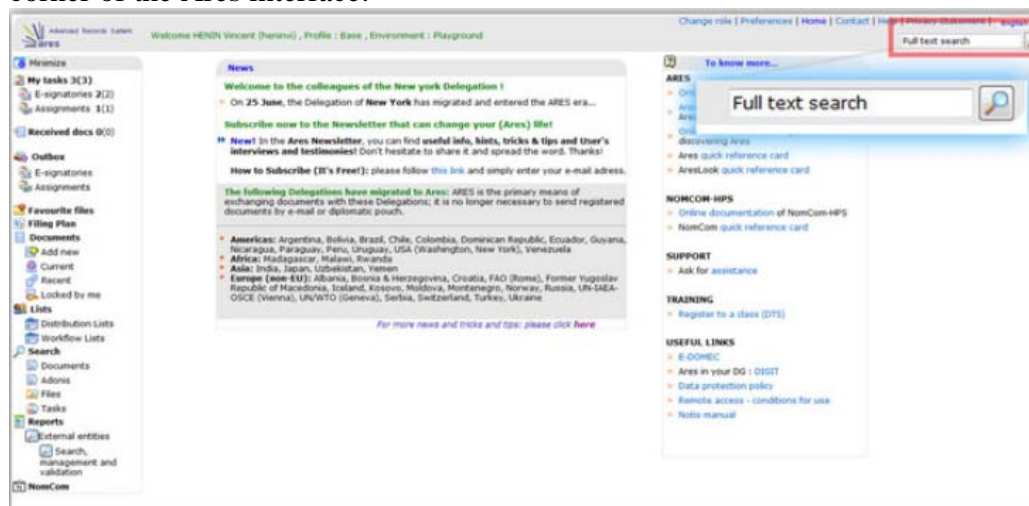 corner of the Ares interface.
Change role | Preferences | Home | Contact | Help | Privacy Statement | English
Advanced Records System
ares
Welcome HENIN Vincent (heninvi) , Profile : Base , Environment : Playground
Full text search
Minimize
My tasks 3(3)
E-signatories 2(2)
Assignments 1(1)
Received docs 0(0)
Outbox
E-signatories
Assignments
Favourite files
Filing Plan
Documents
Add new
Current
Recent
Locked by me
Lists
Distribution Lists
Workflow Lists
Search
Documents
Adonis
Files
Tasks
Reports
External entities
Search,
management and
validation
NomCom
News
Welcome to the colleagues of the New york Delegation !
On 25 June, the Delegation of New York has migrated and entered the ARES era...
Subscribe now to the Newsletter that can change your (Ares) life!
New! In the Ares Newsletter, you can find useful info, hints, tricks & tips and User's
interviews and testimonies! Don't hesitate to share it and spread the word. Thanks!
How to Subscribe (It's Free!): please follow this link and simply enter your e-mail adress.
The following Delegations have migrated to Ares: ARES is the primary means of
exchanging documents with these Delegations; it is no longer necessary to send registered
documents by e-mail or diplomatic pouch.
Americas: Argentina, Bolivia, Brazil, Chile, Colombia, Dominican Republic, Ecuador, Guyana,
Nicaragua, Paraguay, Peru, Uruguay, USA (Washington, New York), Venezuela
Africa: Madagascar, Malawi, Rwanda
Asia: India, Japan, Uzbekistan, Yemen
Europe (non-EU): Albania, Bosnia & Herzegovina, Croatia, FAO (Rome), Former Yugoslav
Republic of Macedonia, Iceland, Kosovo, Moldova, Montenegro, Norway, Russia, UN-IAEA-
OSCE (Vienna), UN/WTO (Geneva), Serbia, Switzerland, Turkey, Ukraine
For more news and tricks and tips: please click here
To know more...
ARES
Full text search
discovering Ares
Ares quick reference card
AresLook quick reference card
NOMCOM-HPS
Online documentation of NomCom-HPS
NomCom quick reference card
SUPPORT
Ask for assistance
TRAINING
Register to a class (DTS)
USEFUL LINKS
E-DOMEC
Ares in your DG : DIGIT
Data protection policy
Remote access - conditions for use
Notis manual